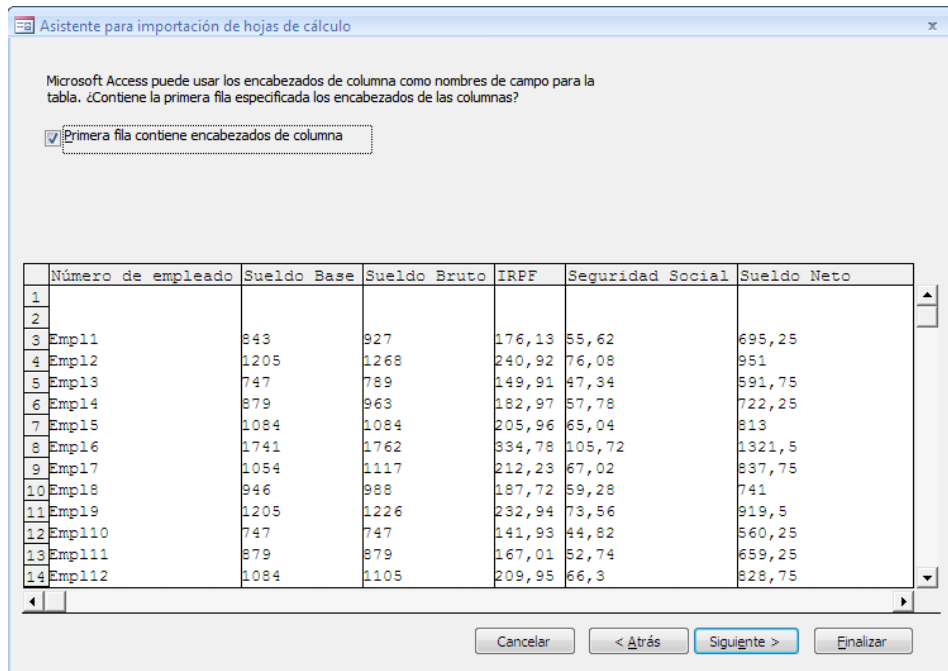 Asistente para importación de hojas de cálculo x
Microsoft Access puede usar los encabezados de columna como nombres de campo para la
tabla. ¿Contiene la primera fila especificada los encabezados de las columnas?
Primera fila contiene encabezados de columna
Número de empleado Sueldo Base Sueldo Bruto IRPF Seguridad Social Sueldo Neto
1
2
3 Empl1 843 927 176,13 55,62 695,25
4 Empl2 1205 1268 240,92 76,08 951
5 Empl3 747 789 149,91 47,34 591,75
6 Empl4 879 963 182,97 57,78 722,25
7 Empl5 1084 1084 205,96 65,04 813
8 Empl6 1741 1762 334,78 105,72 1321,5
9 Empl7 1054 1117 212,23 67,02 837,75
10 Empl8 946 988 187,72 59,28 741
11 Empl9 1205 1226 232,94 73,56 919,5
12 Empl10 747 747 141,93 44,82 560,25
13 Empl11 879 879 167,01 52,74 659,25
14 Empl12 1084 1105 209,95 66,3 828,75
Cancelar < Atrás Siguiente > Finalizar